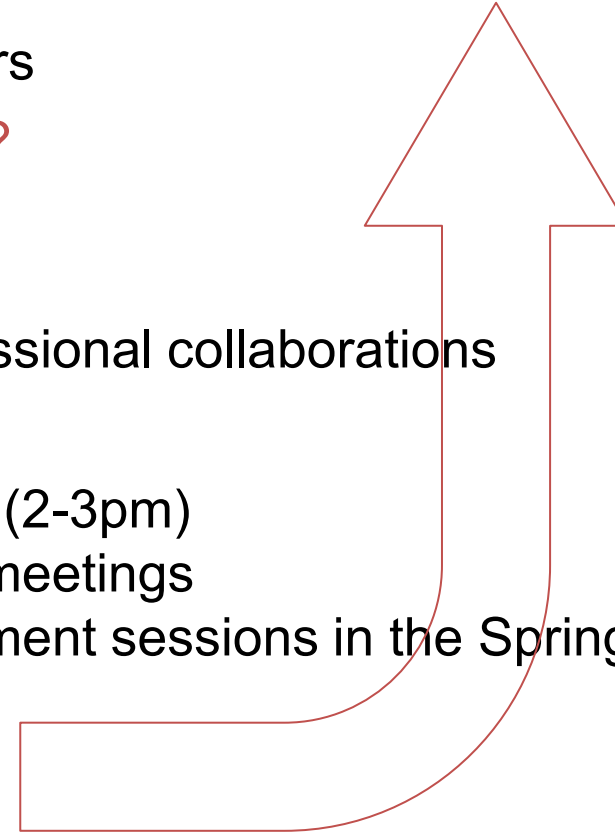 rs
?
ssional collaborations
(2-3pm)
meetings
ment sessions in the Spring